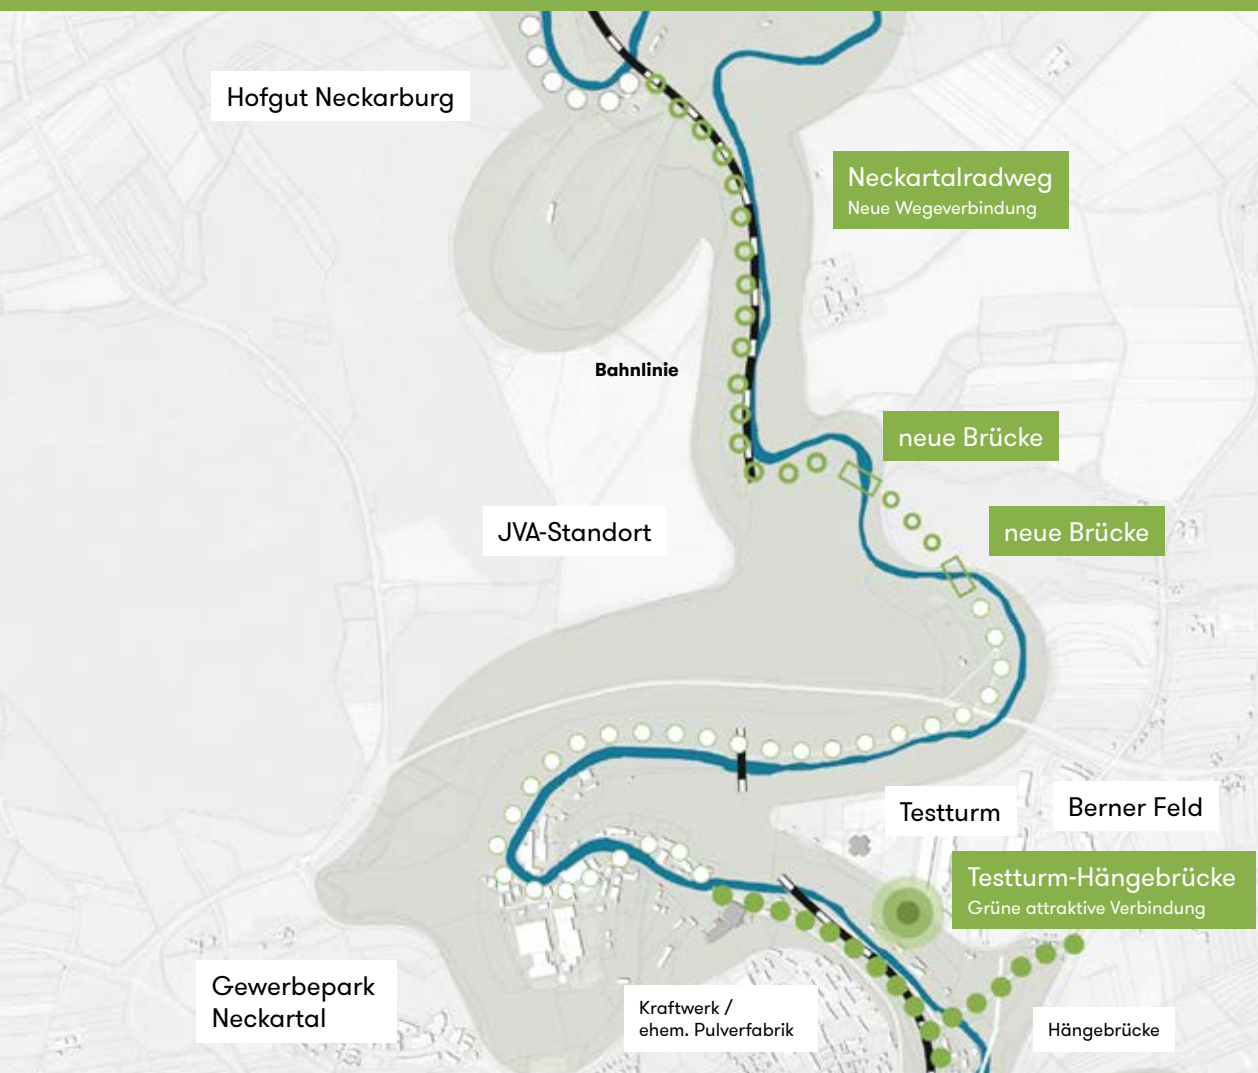 Hofgut Neckarburg
Neckartalradweg
Neue Wegeverbindung
Bahnlinie
neue Brücke
JVA-Standort
neue Brücke
Testturm
Berner Feld
Testturm-Hängebrücke
Grüne attraktive Verbindung
Gewerbepark
Neckartal
Kraftwerk /
ehem. Pulverfabrik
Hängebrücke